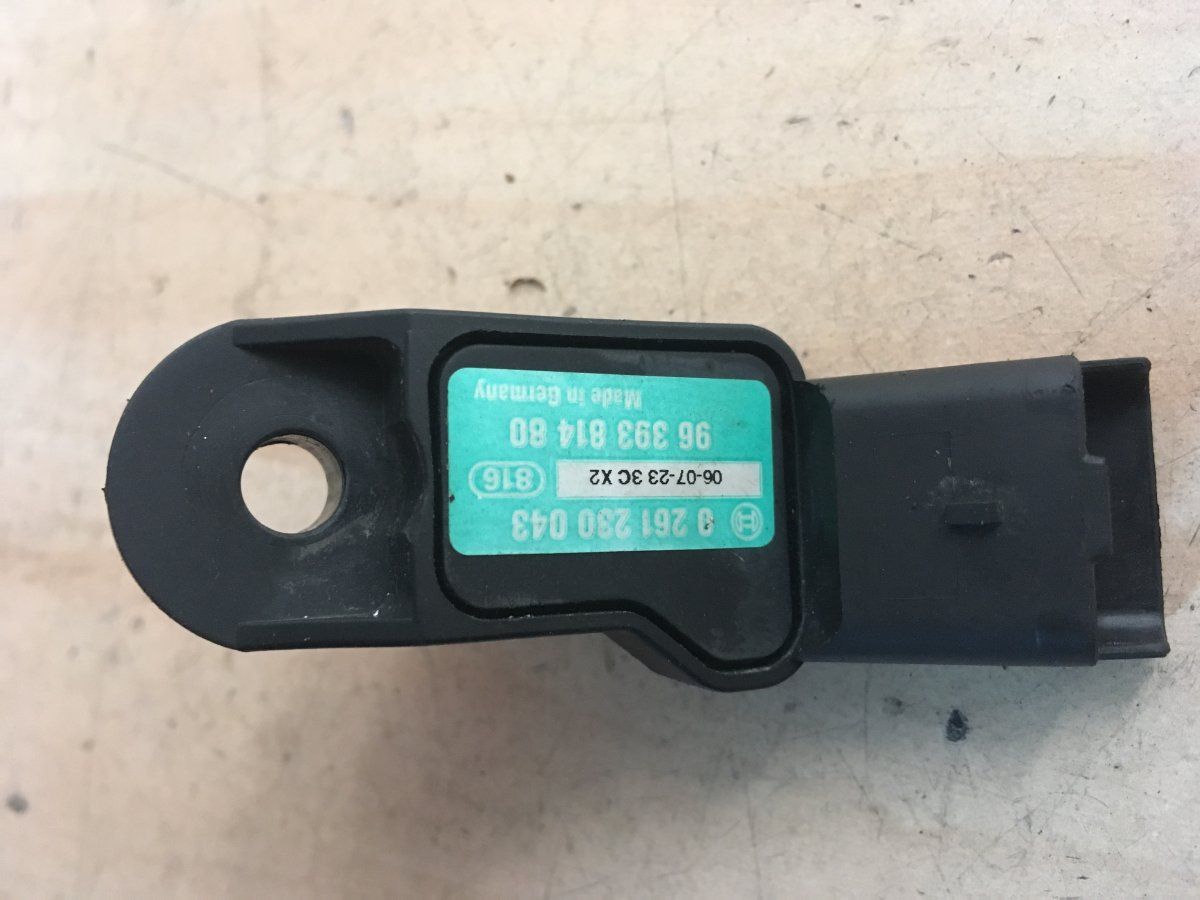 0 261 230 043
06-07-23 3C X2 816
96 393 814 80
Made in Germany